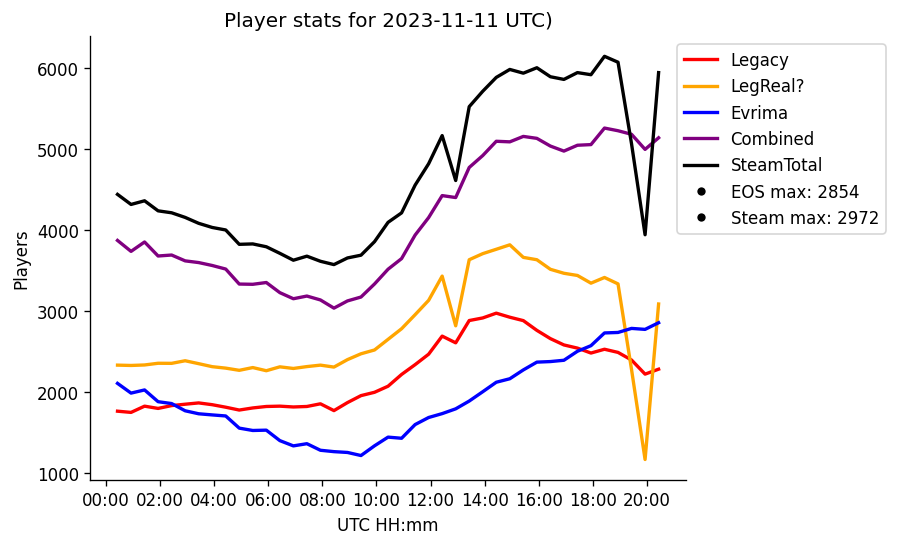 Player stats for 2023-11-11 UTC)
Players
6000
5000
4000
3000
2000
1000
00:00 02:00 04:00 06:00 08:00 10:00 12:00 14:00 16:00 18:00 20:00
UTC HH:mm
Legacy
LegReal?
Evrima
Combined
SteamTotal
EOS max: 2854
Steam max: 2972